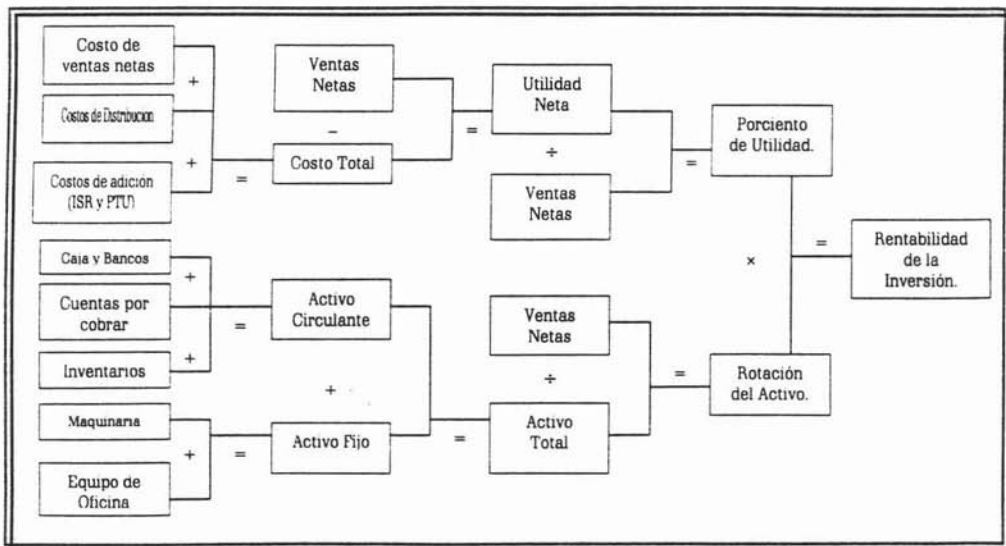 Costo de
ventas netas
+
Costos de Distribucion
+
Costos de adición
(ISR y PTU)
=
Ventas
Netas
–
Costo Total
=
Utilidad
Neta
÷
Ventas
Netas
=
Porciento
de Utilidad.
Caja y Bancos
+
Cuentas por
cobrar
+
Inventarios
=
Activo
Circulante
+
Maquinaria
+
Equipo de
Oficina
=
Activo Fijo
=
Ventas
Netas
÷
Activo
Total
=
Rotación
del Activo.
×
=
Rentabilidad
de la
Inversión.